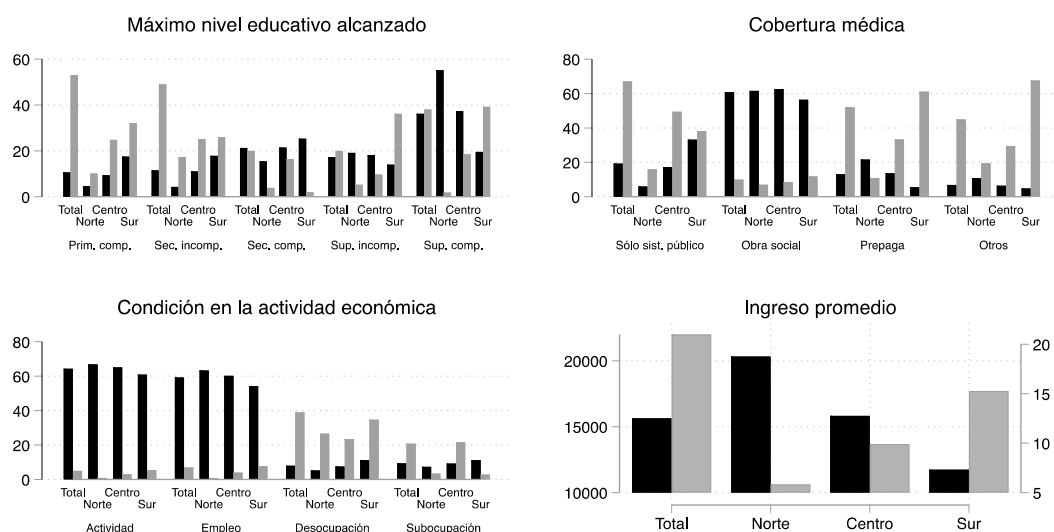 Máximo nivel educativo alcanzado
60
40
20
0
Total Centro Total Centro Total Centro Total Centro Total Centro
Norte Sur Norte Sur Norte Sur Norte Sur Norte Sur
Prim. comp. Sec. incomp. Sec. comp. Sup. incomp. Sup. comp.
Cobertura médica
80
60
40
20
0
Total Centro Total Centro Total Centro Total Centro
Norte Sur Norte Sur Norte Sur Norte Sur
Sólo sist. público Obra social Prepaga Otros
Condición en la actividad económica
80
60
40
20
0
Total Centro Total Centro Total Centro Total Centro
Norte Sur Norte Sur Norte Sur Norte Sur
Actividad Empleo Desocupación Subocupación
Ingreso promedio
20000
15000
10000
20
15
10
5
Total Norte Centro Sur